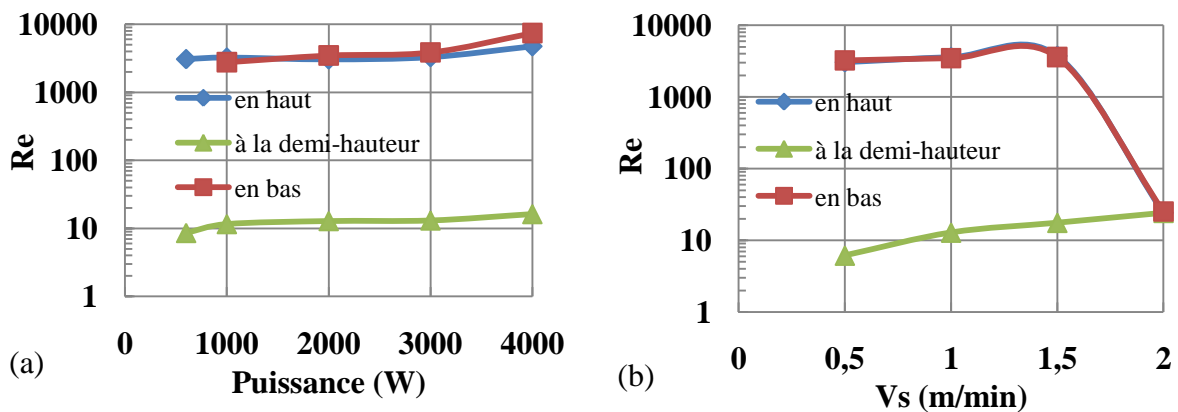 10000
1000
100
10
1
Re
en haut
à la demi-hauteur
en bas
0 1000 2000 3000 4000
Puissance (W)
(a)
10000
1000
100
10
1
Re
en haut
à la demi-hauteur
en bas
0 0,5 1 1,5 2
Vs (m/min)
(b)